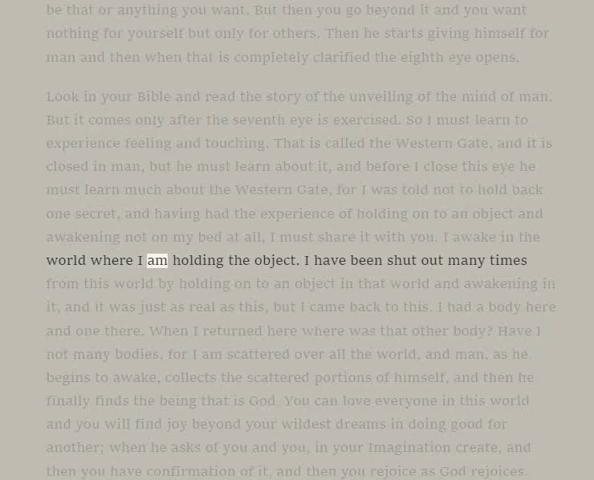 be that or anything you want. But then you go beyond it and you want
nothing for yourself but only for others. Then he starts giving himself for
man and then when that is completely clarified the eighth eye opens.
Look in your Bible and read the story of the unveiling of the mind of man.
But it comes only after the seventh eye is exercised. So I must learn to
experience feeling and touching. That is called the Western Gate, and it is
closed in man, but he must learn about it, and before I close this eye he
must learn much about the Western Gate, for I was told not to hold back
one secret, and having had the experience of holding on to an object and
awakening not on my bed at all, I must share it with you. I awake in the
world where I am holding the object. I have been shut out many times
from this world by holding on to an object in that world and awakening in
it, and it was just as real as this, but I came back to this. I had a body here
and one there. When I returned here where was that other body? Have I
not many bodies, for I am scattered over all the world, and man, as he
begins to awake, collects the scattered portions of himself, and then he
finally finds the being that is God. You can love everyone in this world
and you will find joy beyond your wildest dreams in doing good for
another; when he asks of you and you, in your Imagination create, and
then you have confirmation of it, and then you rejoice as God rejoices.